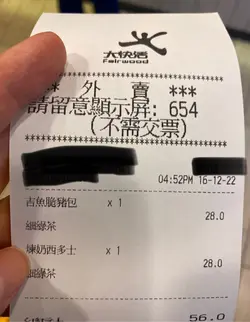 大快活
Fairwood
** 外 賣 ***
請留意顯示屏: 654
(不需交票)
04:52PM 16-12-22
吉魚脆豬包 x 1
28.0
細綠茶
煉奶西多士 x 1
28.0
細綠茶
56.0